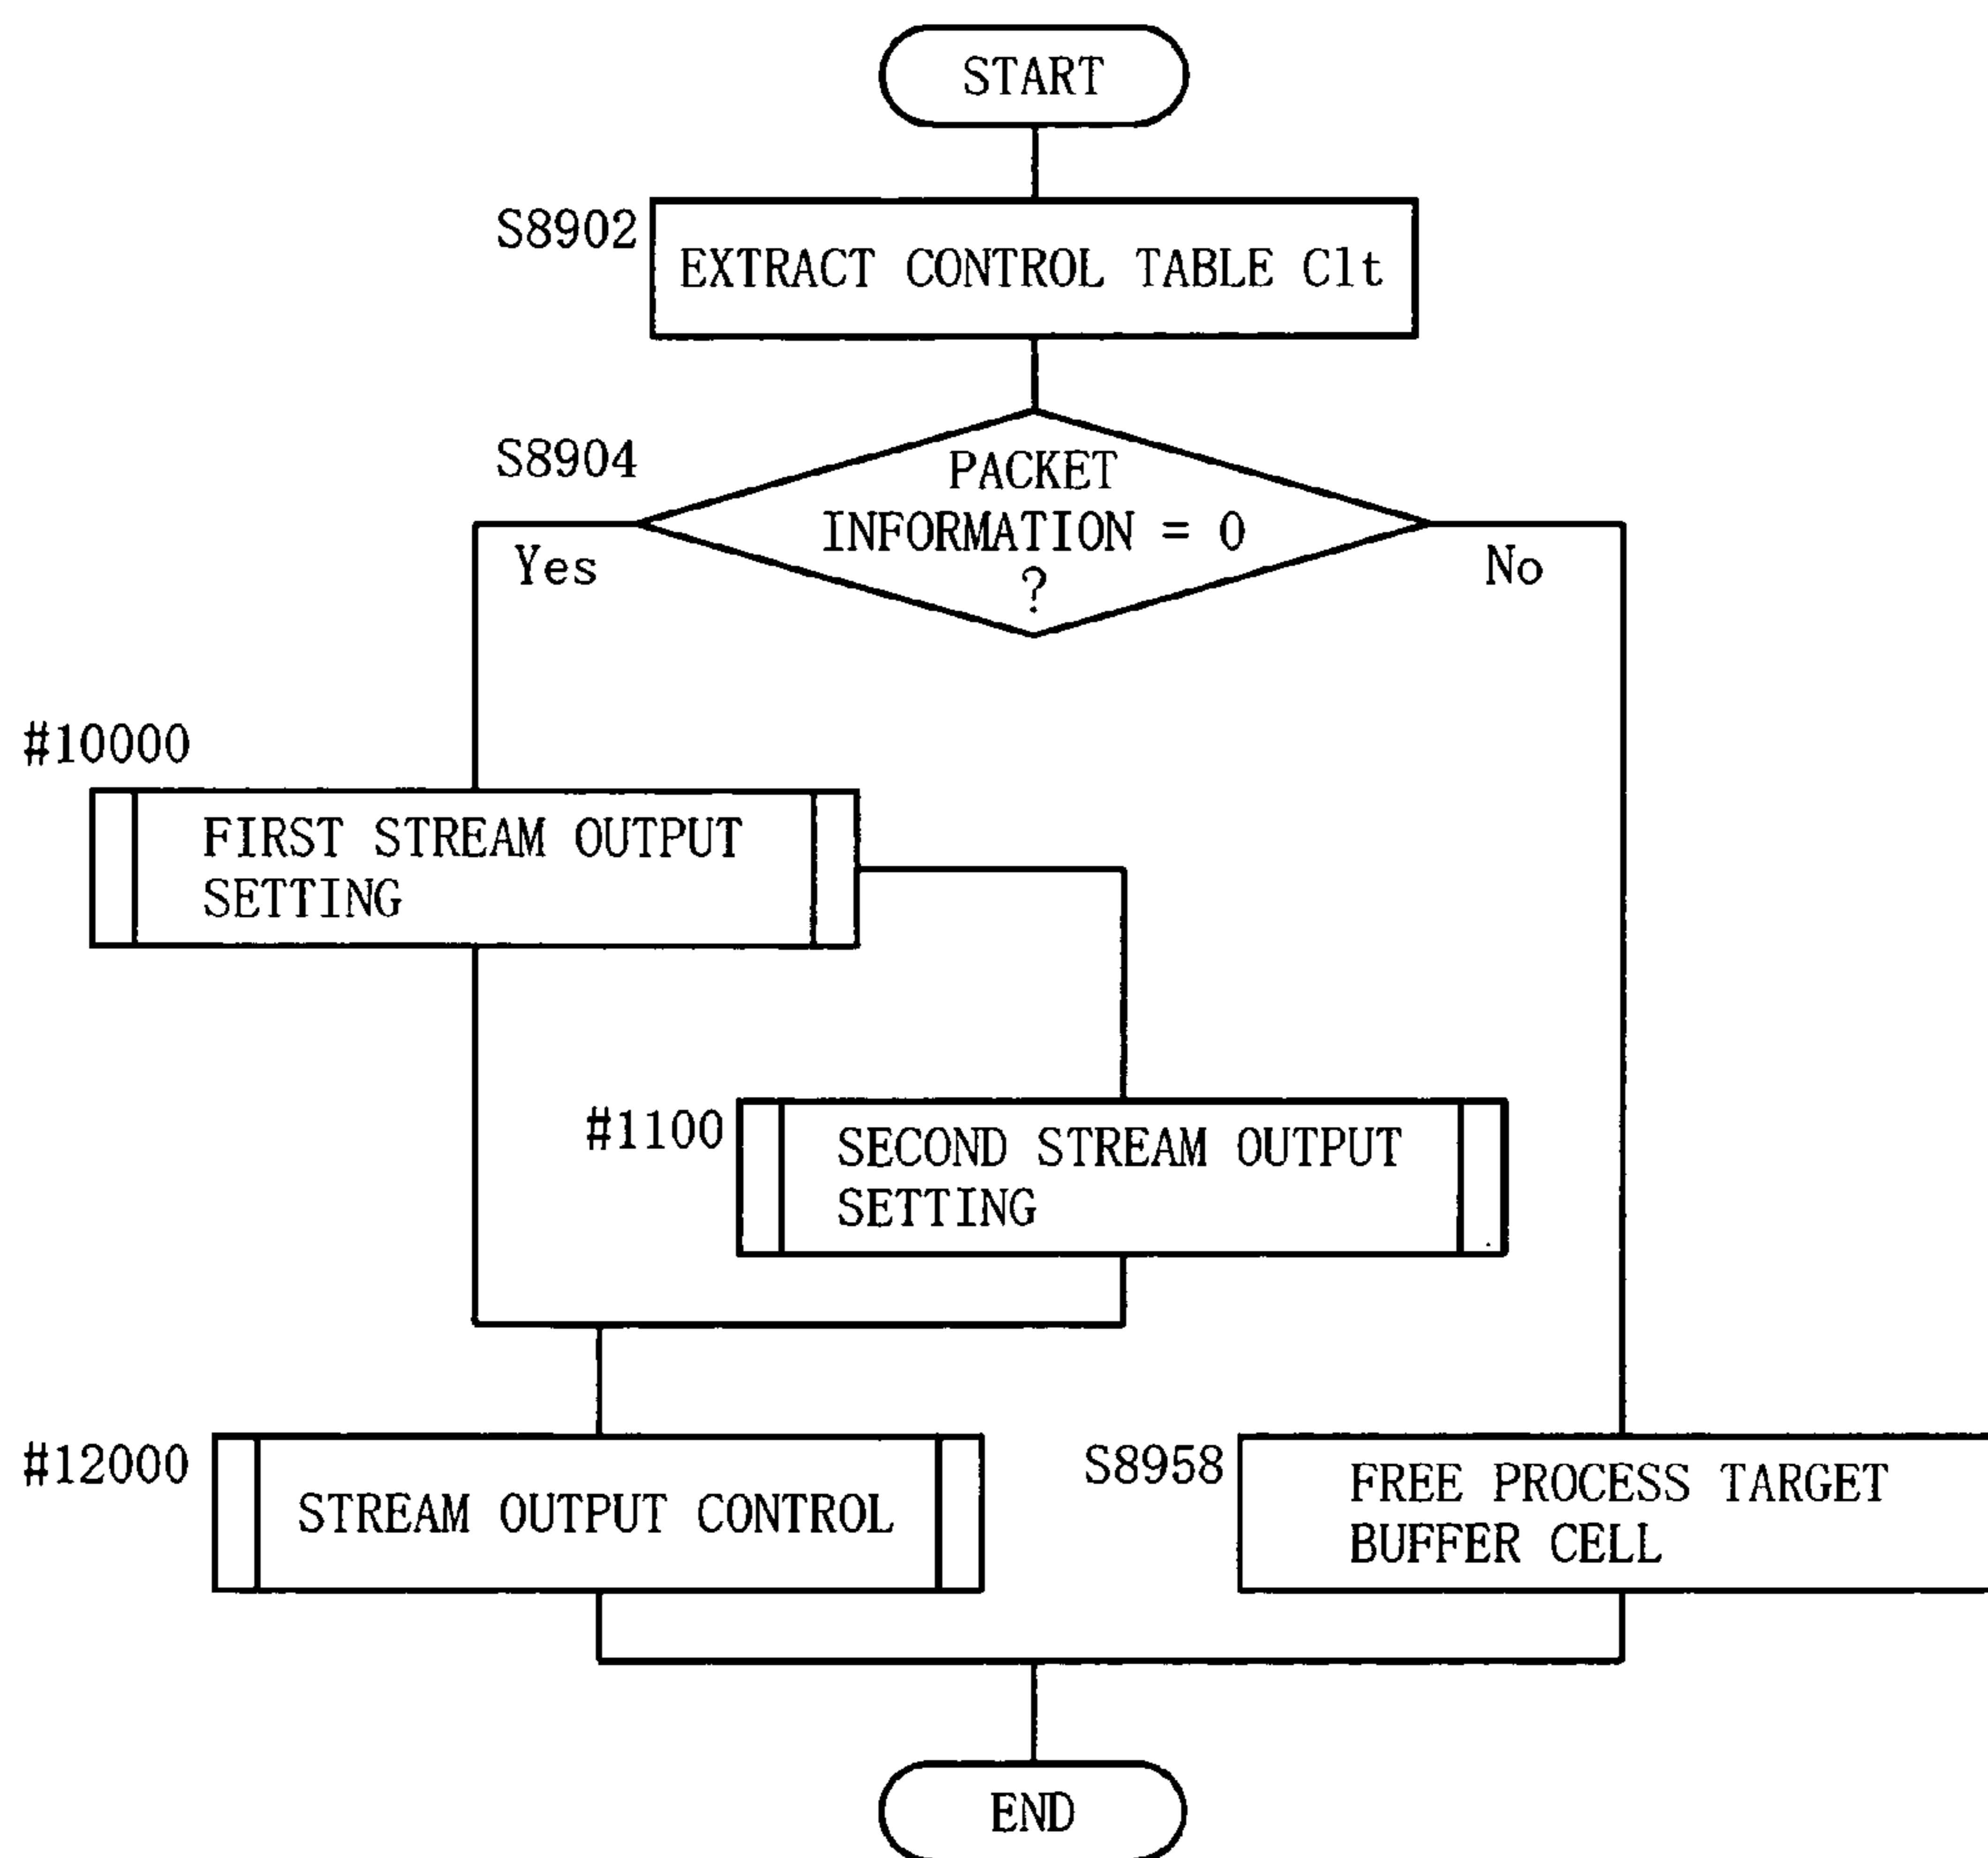 START
S8902
EXTRACT CONTROL TABLE Clt
S8904
PACKET
INFORMATION = 0
?
Yes
No
#10000
FIRST STREAM OUTPUT
SETTING
#1100
SECOND STREAM OUTPUT
SETTING
#12000
STREAM OUTPUT CONTROL
S8958
FREE PROCESS TARGET
BUFFER CELL
END